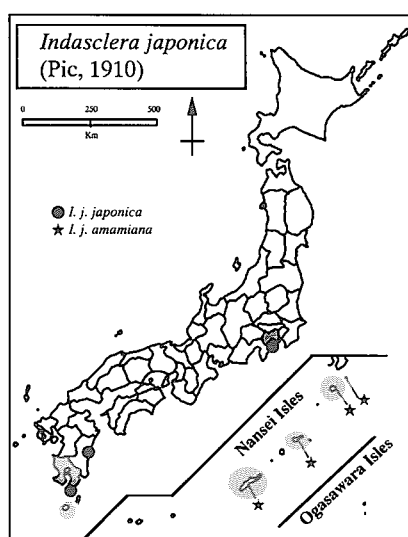 Indasclera japonica
(Pic, 1910)
0 250 500
Km
I. j. japonica
I. j. amamiana
Nansei Isles
Ogasawara Isles